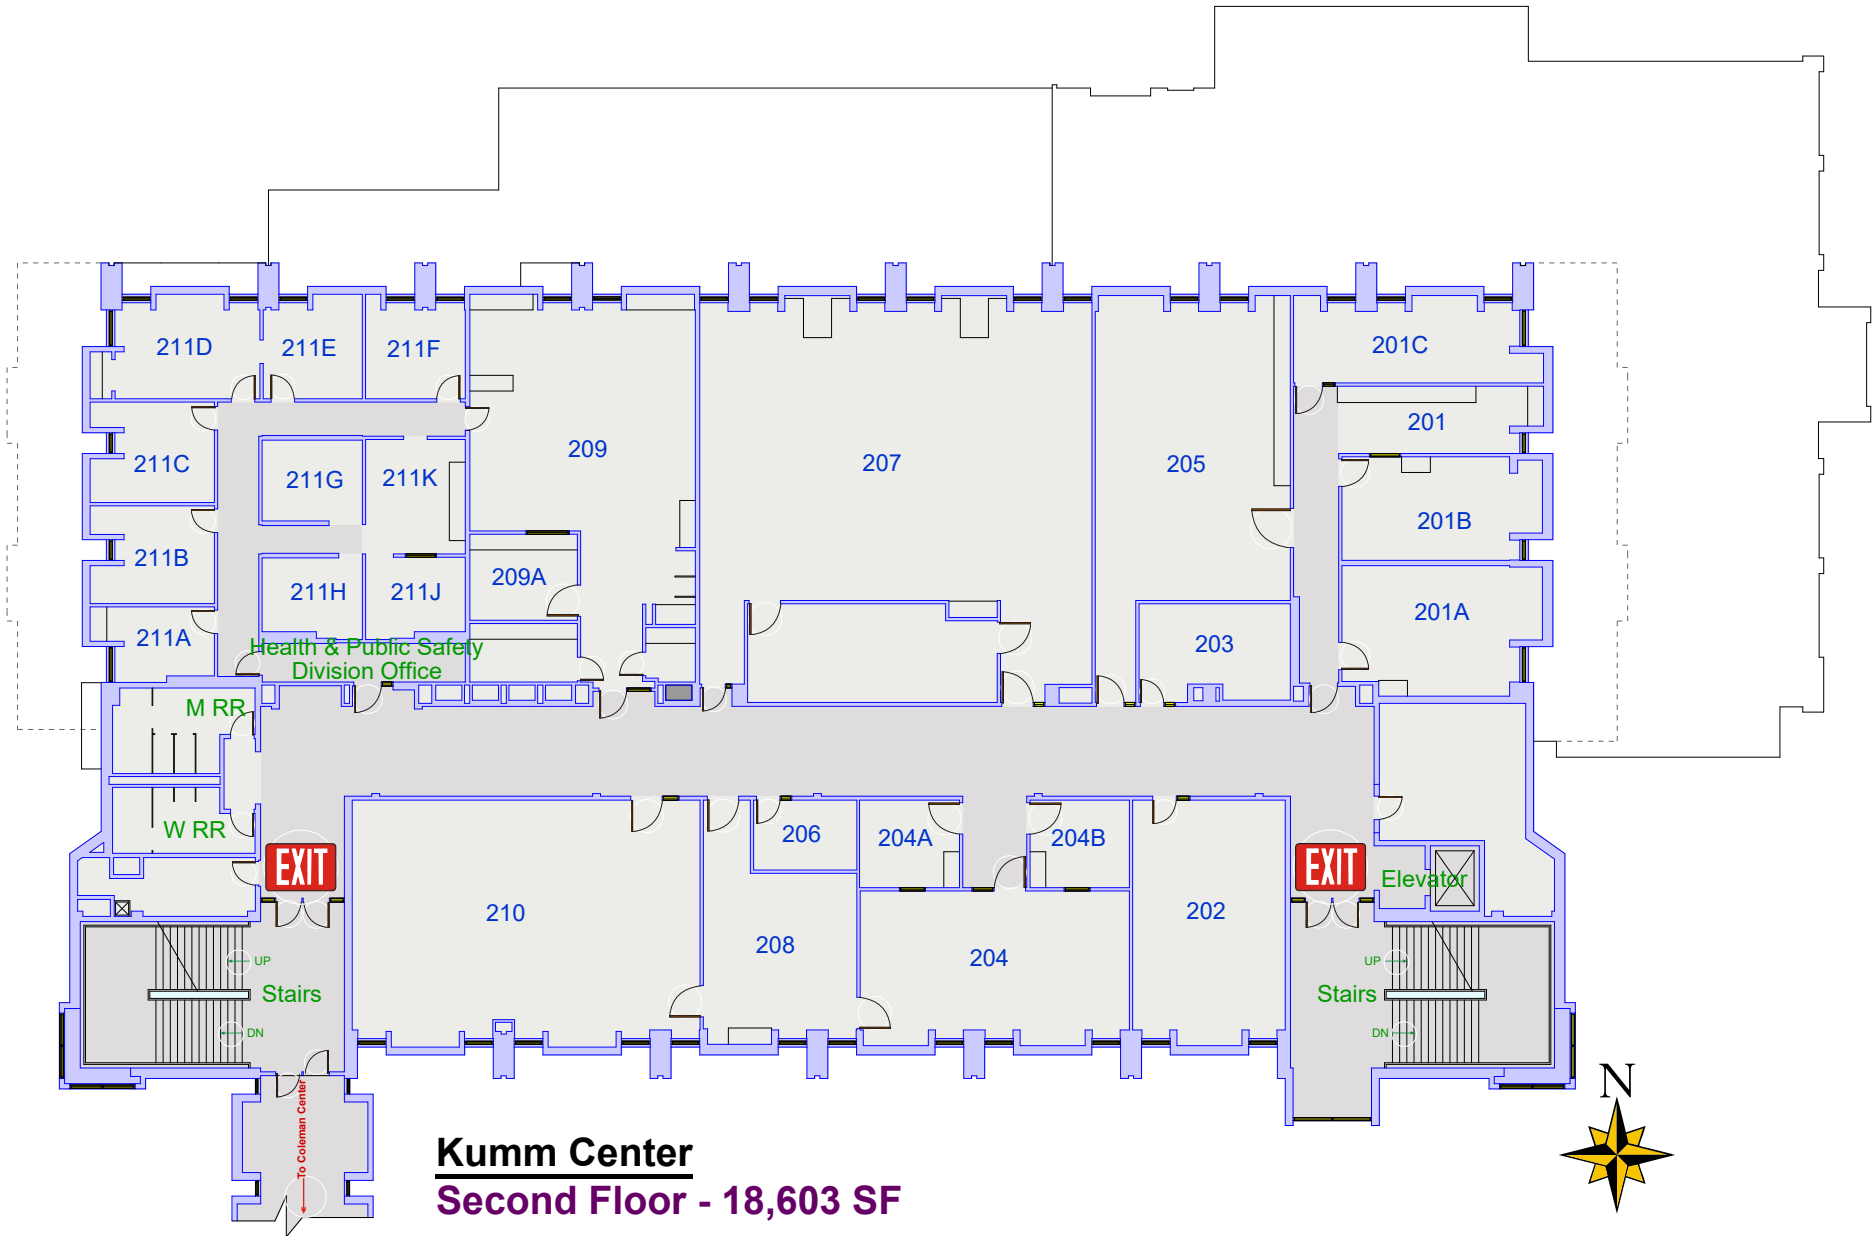 211D
211E
211F
201C
201
211C
211G
211K
209
207
205
201B
211B
211H
211J
209A
201A
211A
Health & Public Safety
Division Office
203
M RR
W RR
206
204A
204B
EXIT
EXIT
Elevator
210
208
204
202
UP
Stairs
DN
UP
Stairs
DN
To Coleman Center
N
Kumm Center
Second Floor - 18,603 SF